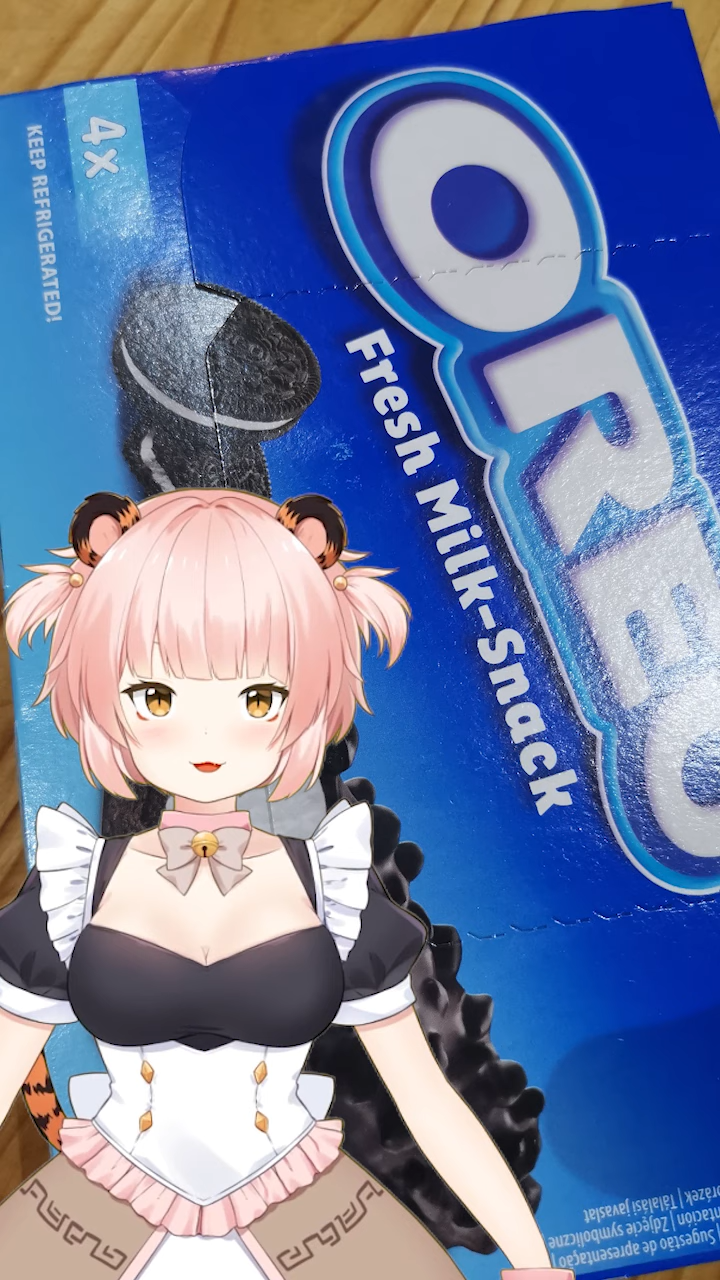 4x
KEEP REFRIGERATED!
OREO
Fresh Milk-Snack
Sugestão de apresentação
Zdjęcie symboliczne
Tálalási javaslat